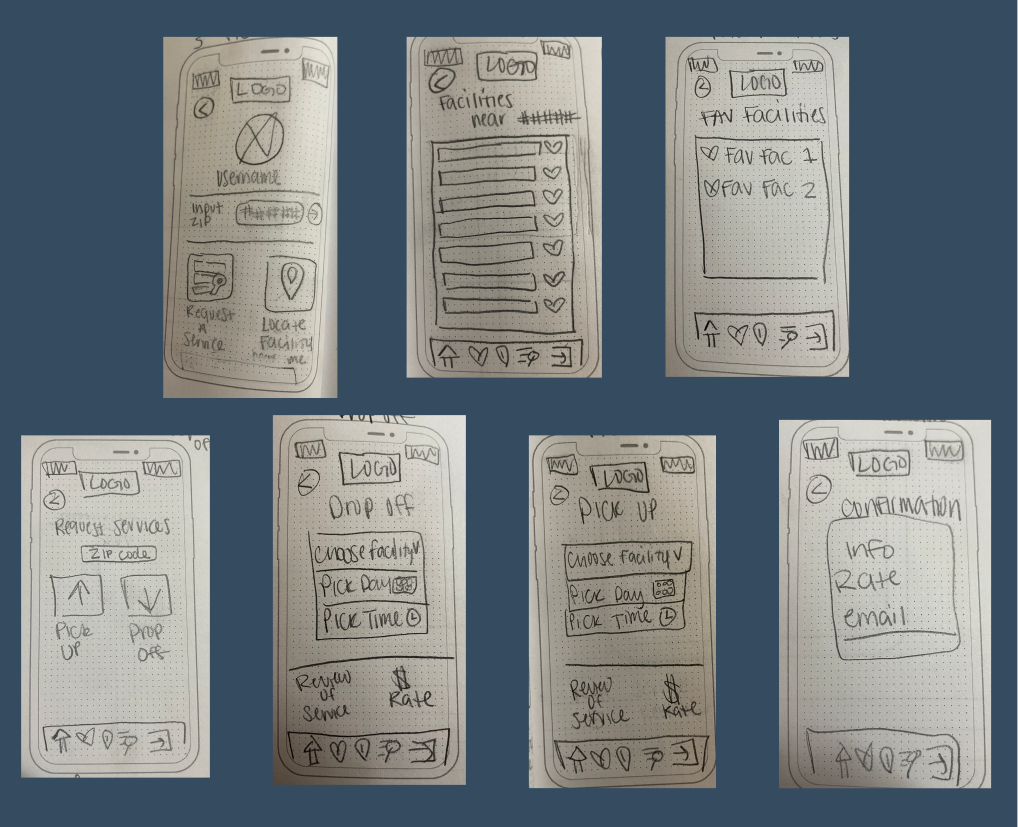 LOGO
Username
Input
ZIP
######
Request
A
Service
Locate
Facility
near me
LOGO
Facilities
near ######
LOGO
FAV Facilities
Fav Fac 1
Fav Fac 2
LOGO
Request Services
ZIP code
Pick
UP
Drop
Off
LOGO
Drop off
Choose facility
Pick Day
Pick Time
Review
of
Service
$
Rate
LOGO
Pick UP
Choose Facility
Pick Day
Pick Time
Review
of
Service
$
Rate
LOGO
Confirmation
Info
Rate
email